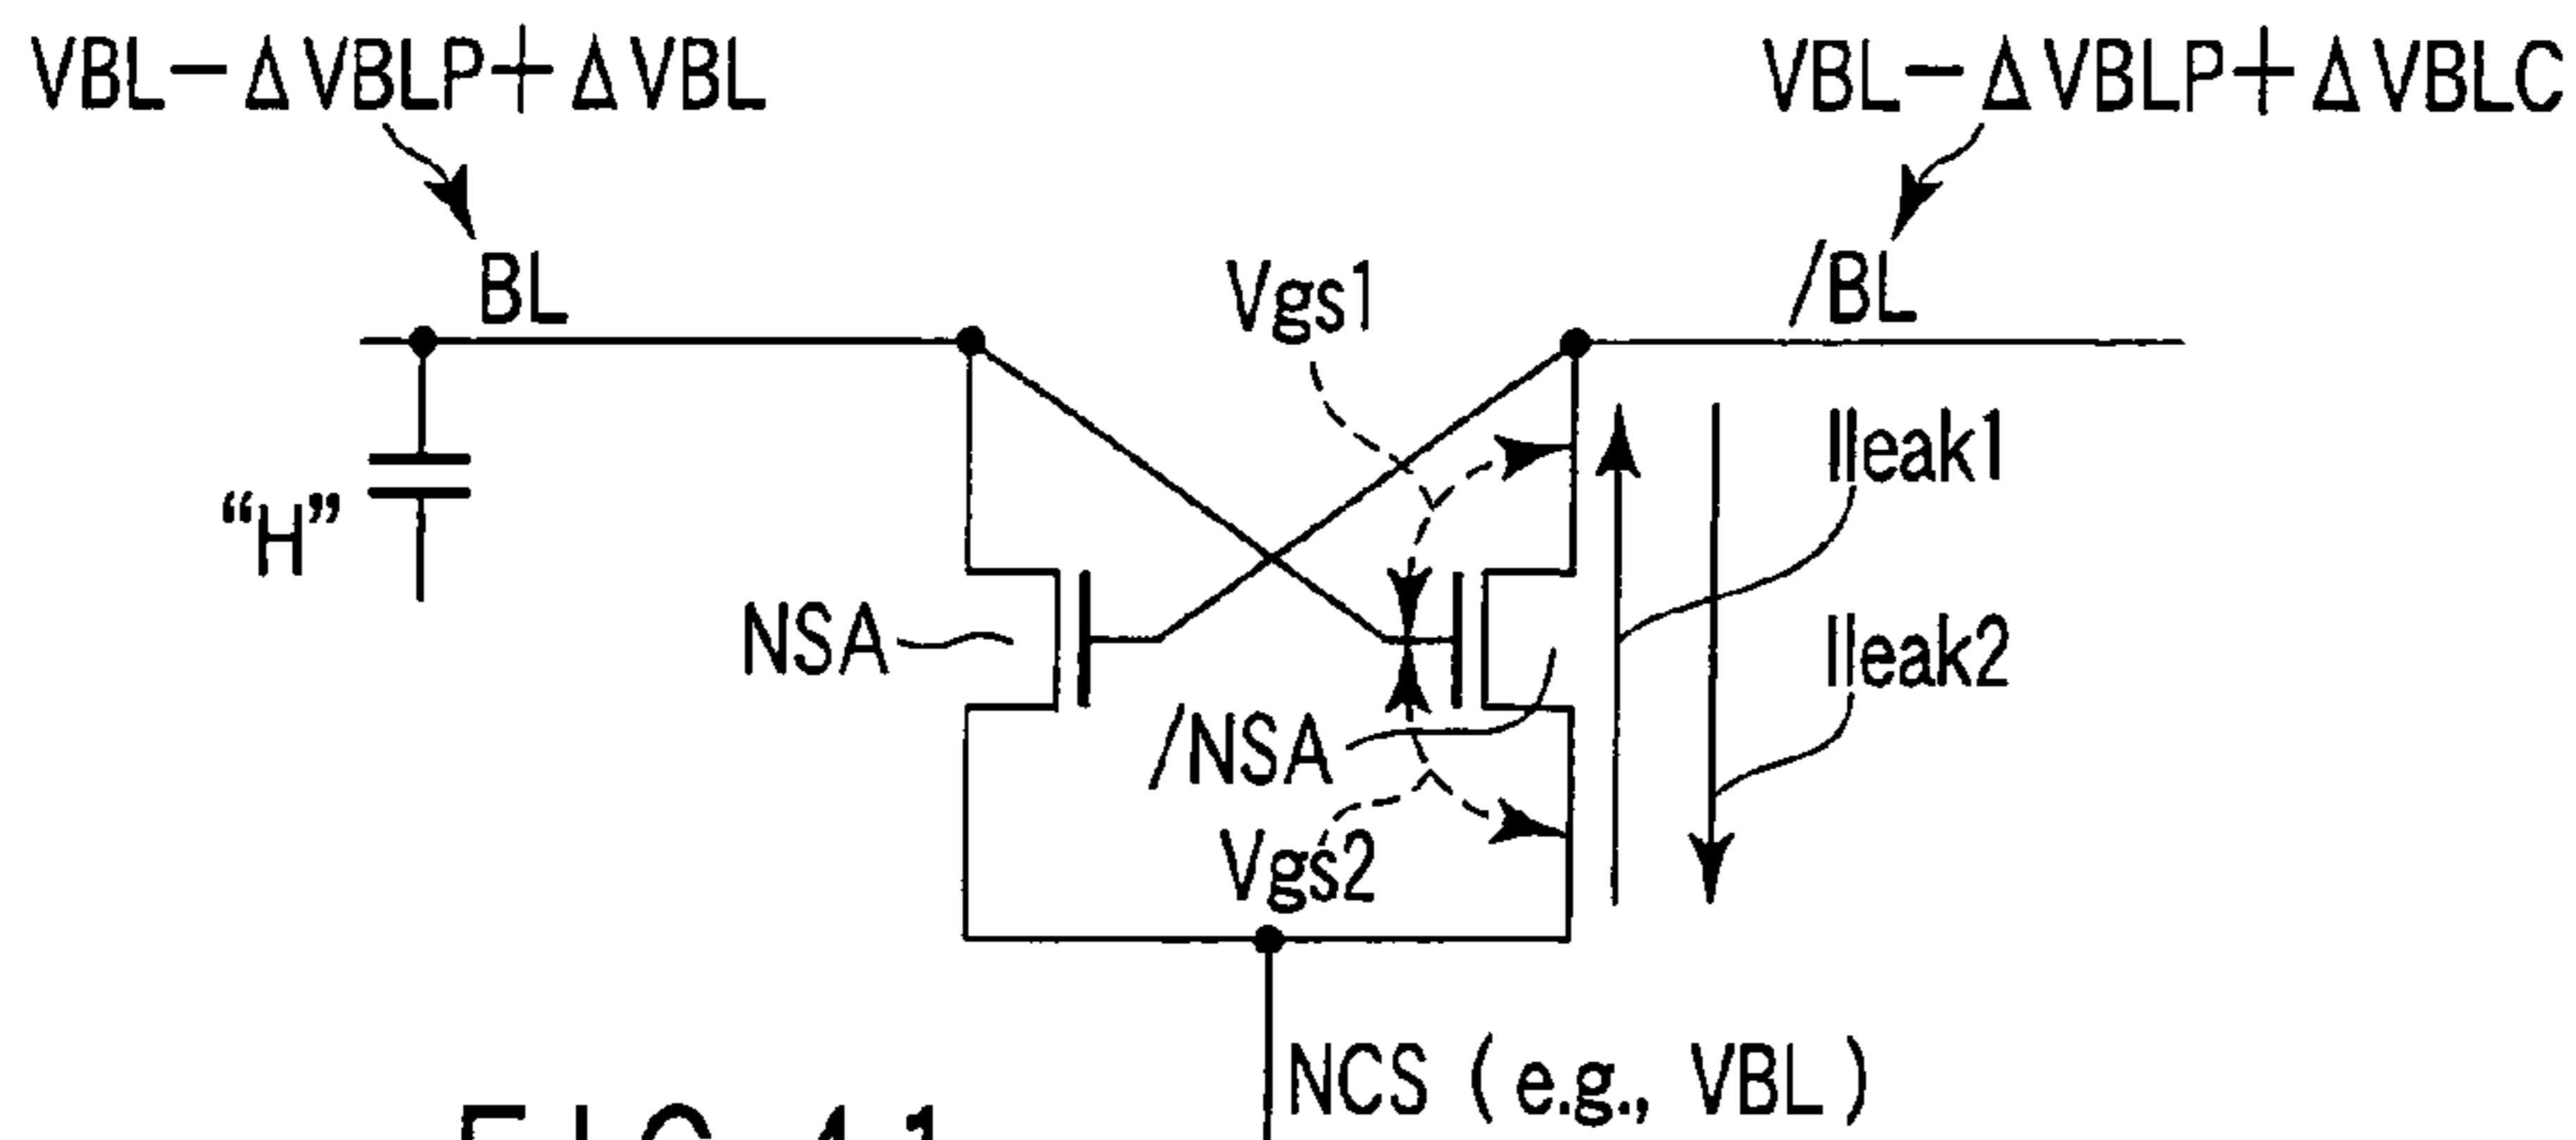 VBL-ΔVBLP+ΔVBL
VBL-ΔVBLP+ΔVBLC
BL
Vgs1
/BL
Ileak1
“H”
NSA
Ileak2
/NSA
Vgs2
NCS (e.g., VBL)